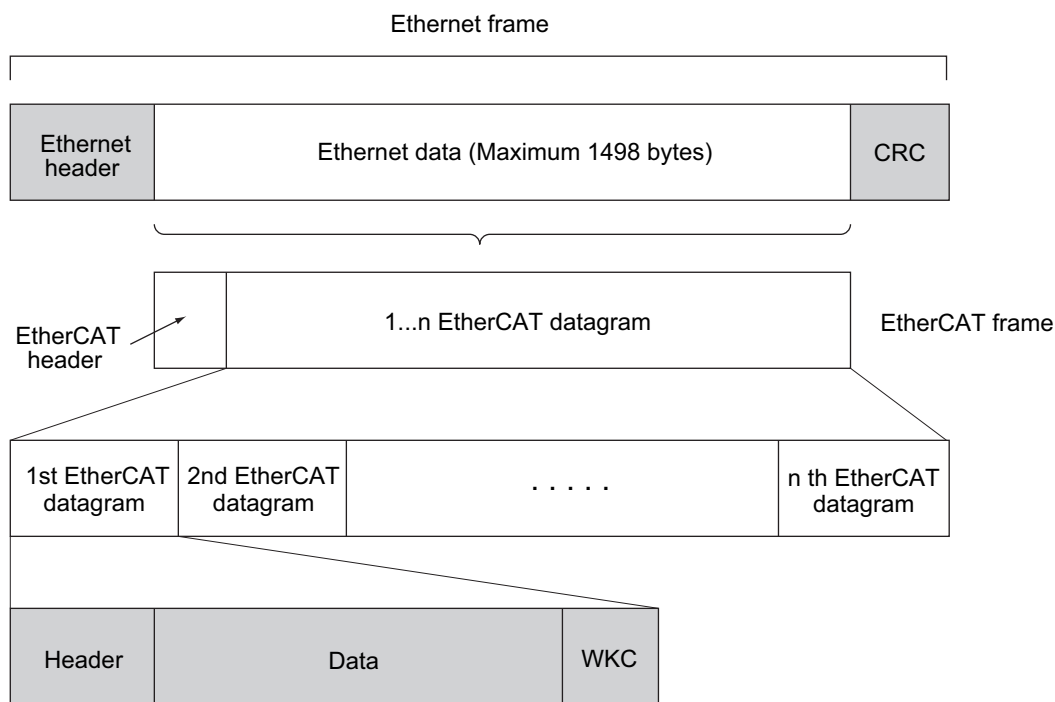 Ethernet frame
Ethernet
header
Ethernet data (Maximum 1498 bytes)
CRC
EtherCAT
header
1...n EtherCAT datagram
EtherCAT frame
1st EtherCAT
datagram
2nd EtherCAT
datagram
. . . . .
n th EtherCAT
datagram
Header
Data
WKC